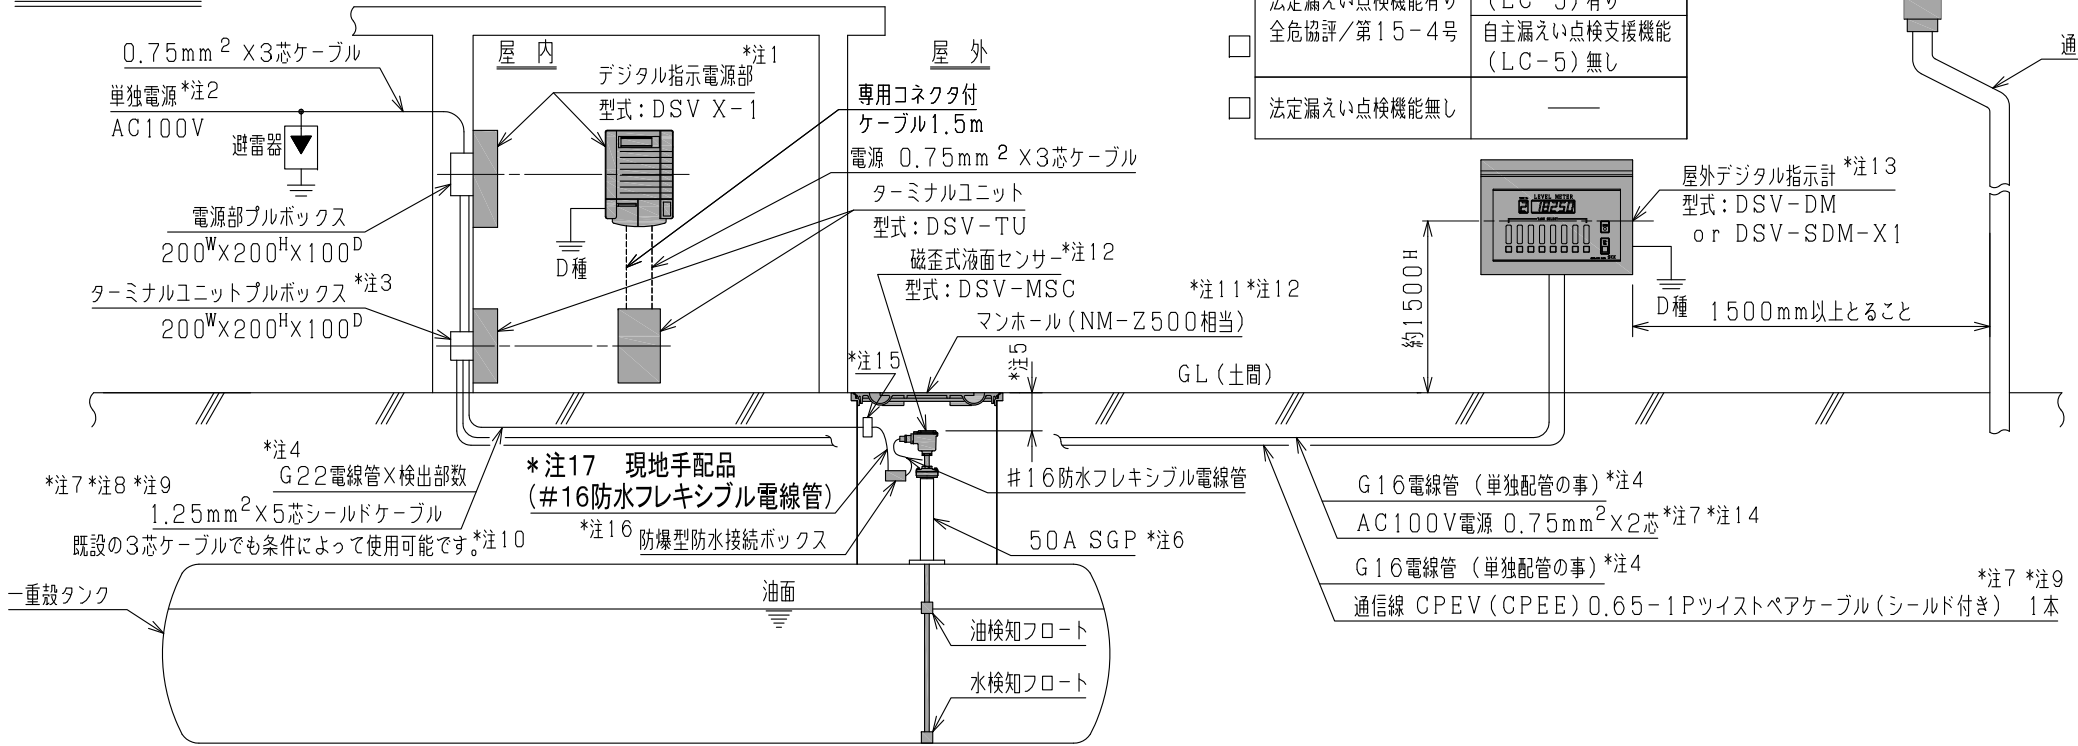 法定漏えい点検機能有り
(LC-5)有り
全危協評/第15-4号
自主漏えい点検支援機能
(LC-5)無し
法定漏えい点検機能無し
0.75mm²×3芯ケーブル
単独電源*注2
AC100V
避雷器
電源部プルボックス
200ᵂ×200ᴴ×100ᴰ
ターミナルユニットプルボックス*注3
200ᵂ×200ᴴ×100ᴰ
屋 内
*注1
デジタル指示電源部
型式:DSV X-1
D種
屋 外
専用コネクタ付
ケーブル1.5m
電源 0.75mm²×3芯ケーブル
ターミナルユニット
型式:DSV-TU
磁歪式液面センサー*注12
型式:DSV-MSC
*注11*注12
マンホール(NM-Z500相当)
*注15
*注5
GL(土間)
通
LEVEL METER
18250
屋外デジタル指示計*注13
型式:DSV-DM
or DSV-SDM-X1
D種
約1500H
1500mm以上とること
*注4
G22電線管×検出部数
*注7*注8*注9
1.25mm²×5芯シールドケーブル
既設の3芯ケーブルでも条件によって使用可能です。*注10
*注17 現地手配品
(#16防水フレキシブル電線管)
*注16 防爆型防水接続ボックス
#16防水フレキシブル電線管
50A SGP *注6
G16電線管 (単独配管の事)*注4
AC100V電源 0.75mm²×2芯*注7*注14
G16電線管 (単独配管の事)*注4
*注7 *注9
通信線 CPEV(CPEE)0.65-1Pツイストペアケーブル(シールド付き) 1本
一重殻タンク
油面
油検知フロート
水検知フロート